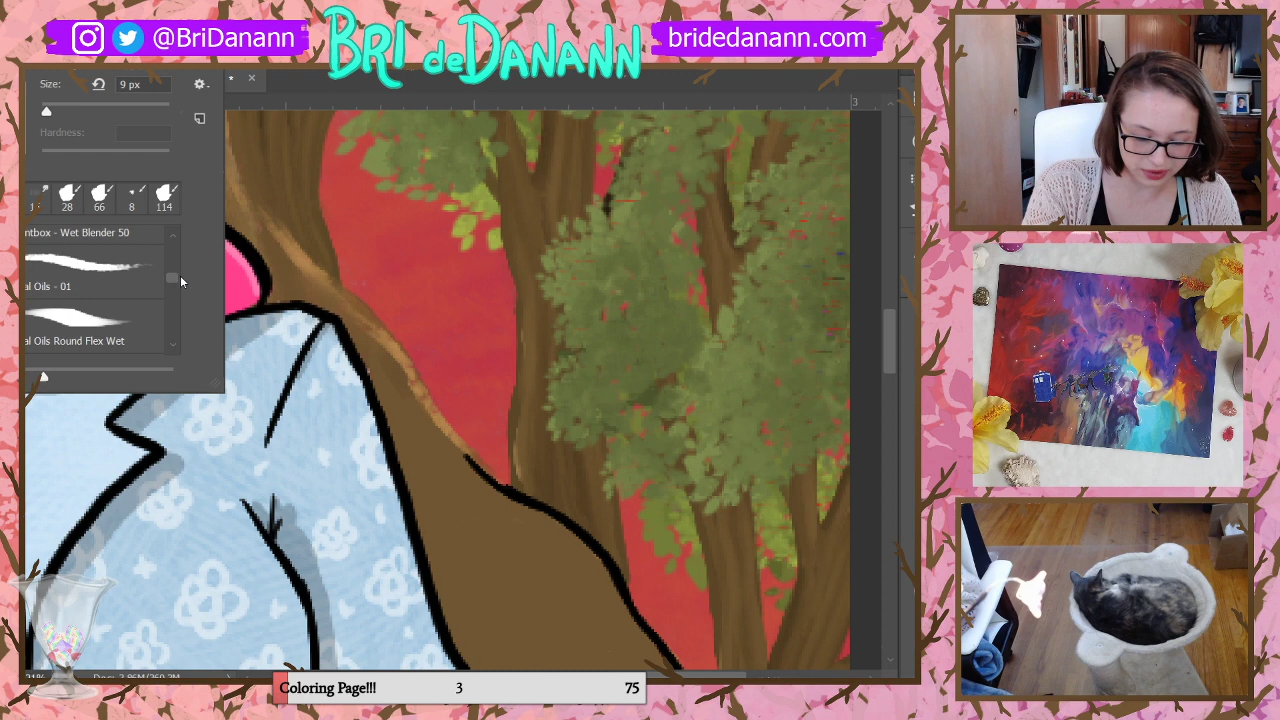 @BriDanann
BRI deDANANN
bridedanann.com
Size:
9 px
Hardness:
28
66
8
114
ntbox - Wet Blender 50
al Oils - 01
al Oils Round Flex Wet
3
Coloring Page!!!
3
75